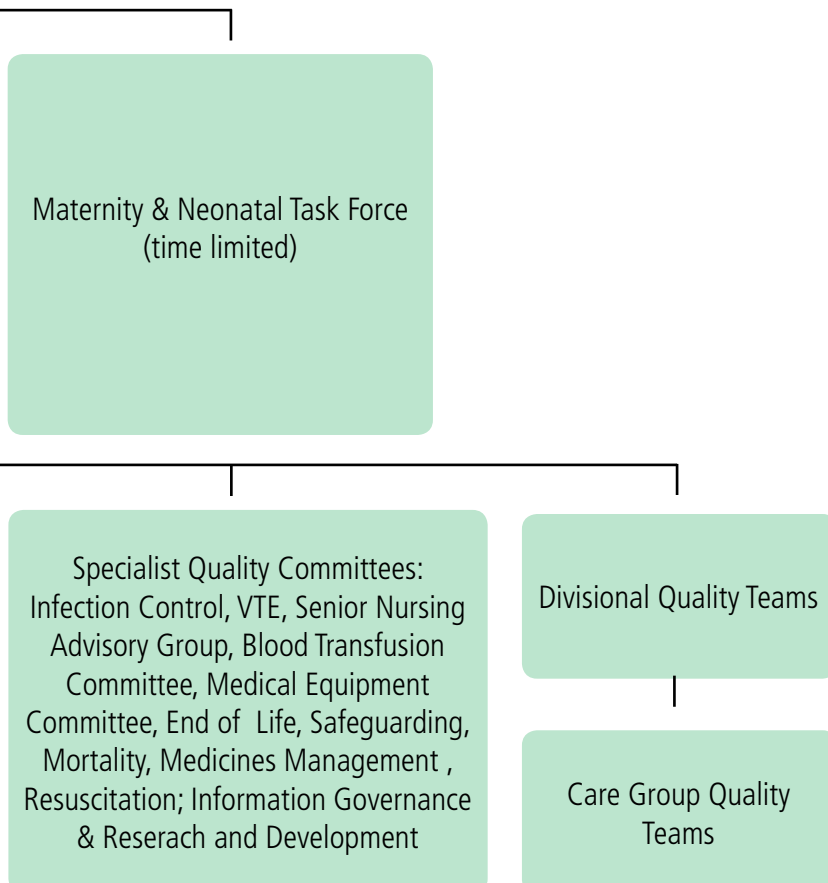 Maternity & Neonatal Task Force
(time limited)
Specialist Quality Committees:
Infection Control, VTE, Senior Nursing
Advisory Group, Blood Transfusion
Committee, Medical Equipment
Committee, End of Life, Safeguarding,
Mortality, Medicines Management ,
Resuscitation; Information Governance
& Reserach and Development
Divisional Quality Teams
Care Group Quality
Teams